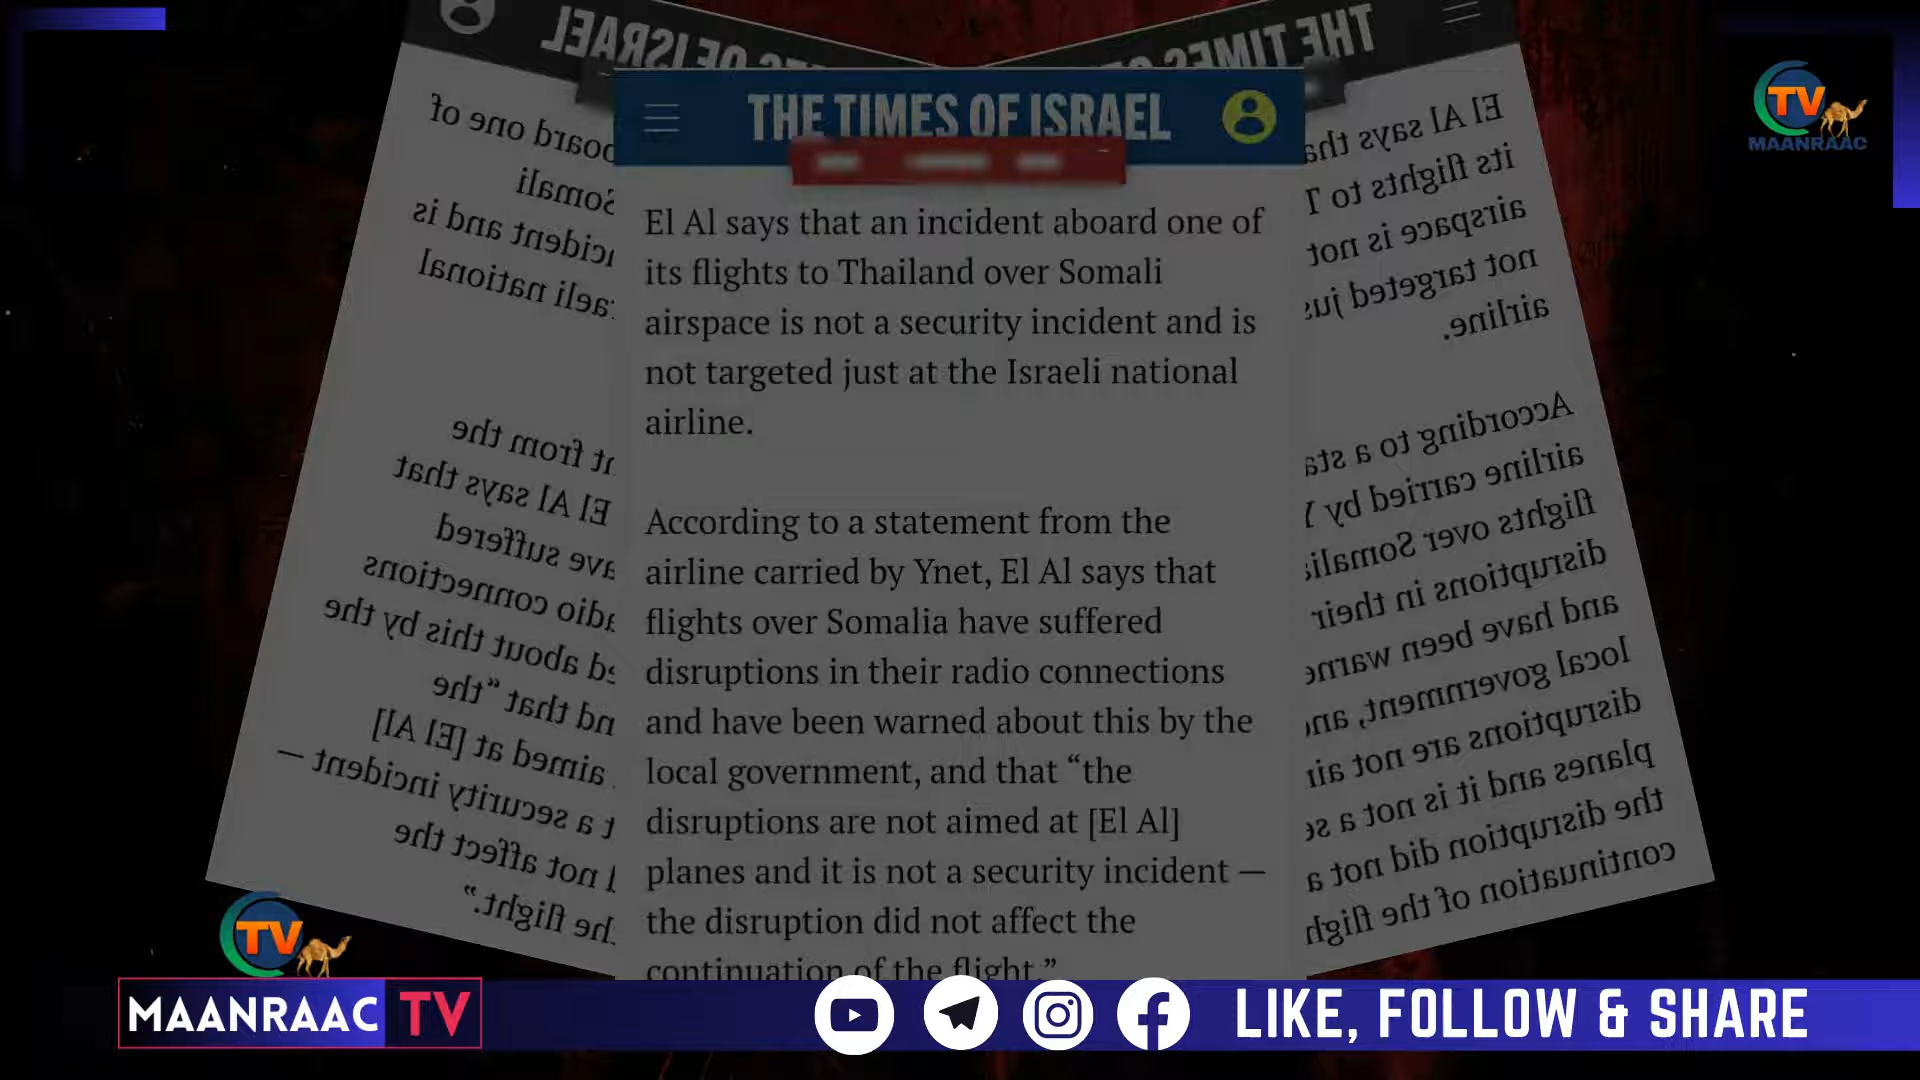 THE TIMES OF ISRAEL
El Al says that an incident aboard one of
its flights to Thailand over Somali
airspace is not a security incident and is
not targeted just at the Israeli national
airline.
According to a statement from the
airline carried by Ynet, El Al says that
flights over Somalia have suffered
disruptions in their radio connections
and have been warned about this by the
local government, and that “the
disruptions are not aimed at [El Al]
planes and it is not a security incident —
the disruption did not affect the
continuation of the flight.”
TV
MAANRAAC
TV
MAANRAAC TV
LIKE, FOLLOW & SHARE